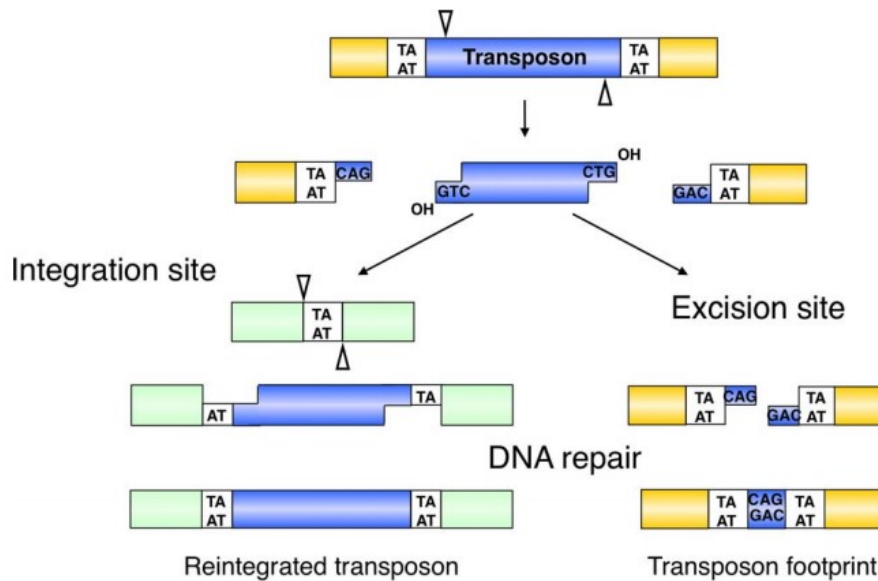 TA TA
AT Transposon AT
OH
TA CAG CTG TA
AT GTC GAC AT
OH
Integration site
TA
AT
Excision site
TA CAG TA
AT TA AT GAC AT
DNA repair
TA TA TA CAG TA
AT AT AT GAC AT
Reintegrated transposon Transposon footprint